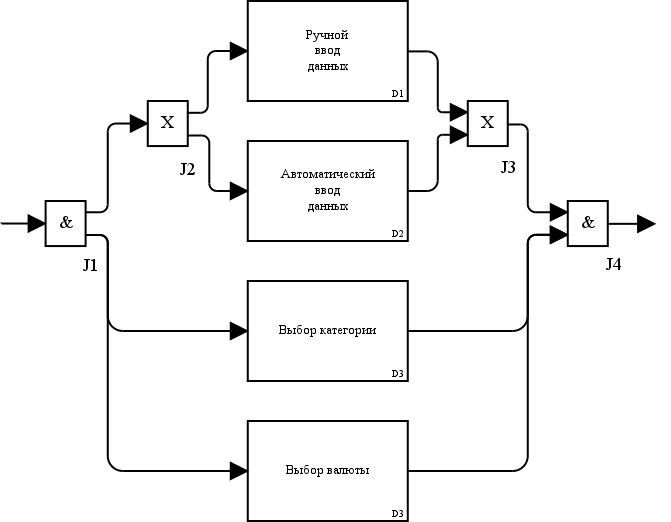 Ручной
ввод
данных
D1
X
J2
X
J3
Автоматический
ввод
данных
D2
&
J1
&
J4
Выбор категории
D3
Выбор валюты
D3